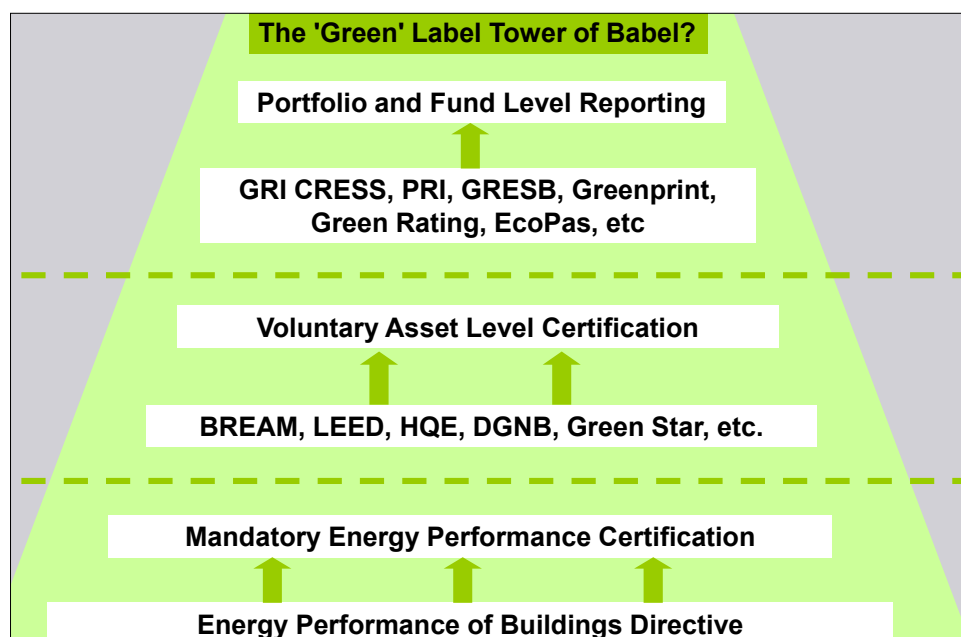 The 'Green' Label Tower of Babel?
Portfolio and Fund Level Reporting
GRI CRESS, PRI, GRESB, Greenprint,
Green Rating, EcoPas, etc
Voluntary Asset Level Certification
BREAM, LEED, HQE, DGNB, Green Star, etc.
Mandatory Energy Performance Certification
Energy Performance of Buildings Directive